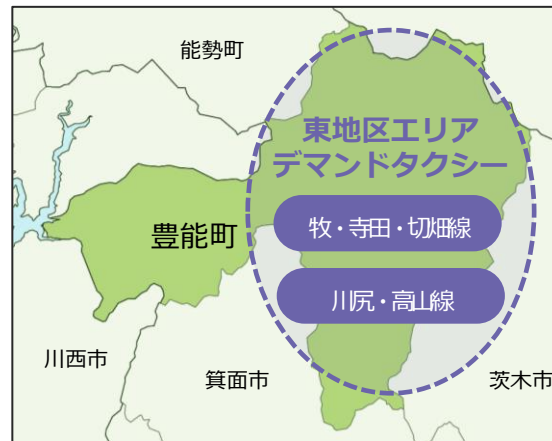 能勢町
東地区エリア
デマンドタクシー
牧・寺田・切畑線
豊能町
川尻・高山線
川西市
箕面市
茨木市